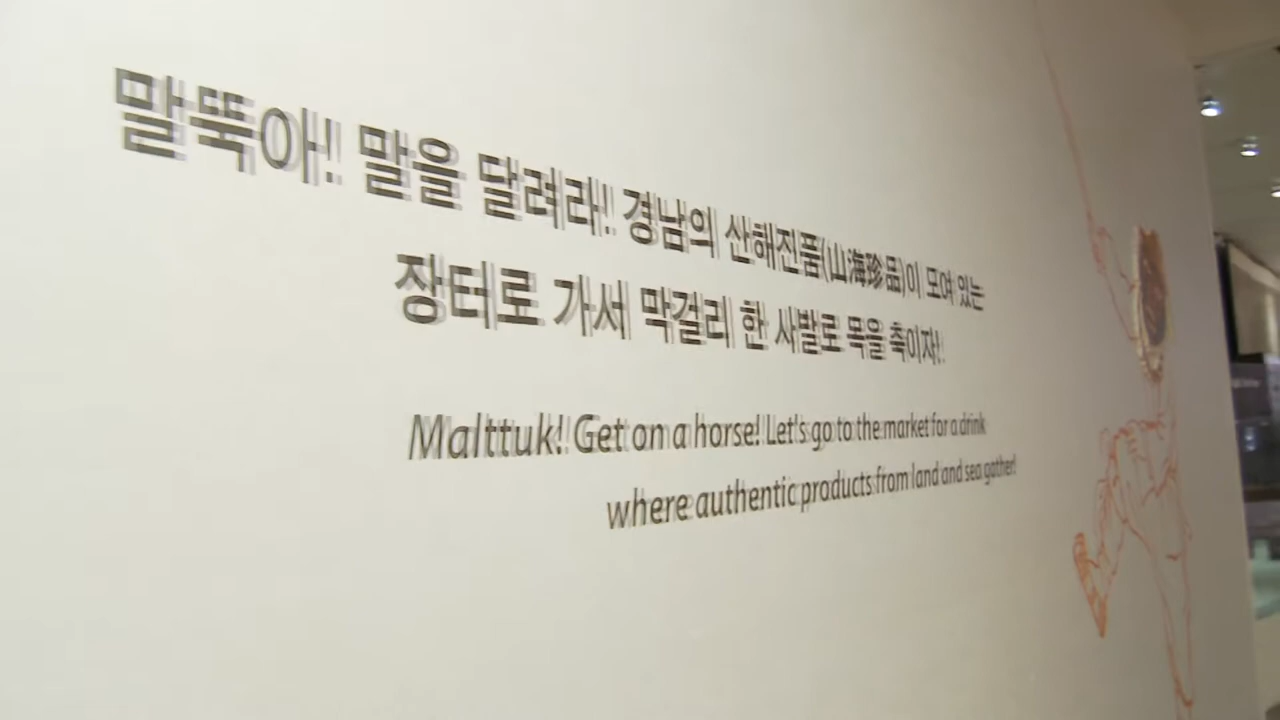 말뚝아! 말을 달려라! 경남의 산해진품(山海珍品)이 모여 있는
장터로 가서 막걸리 한 사발로 목을 축이자!
Malttuk! Get on a horse! Let's go to the market for a drink
where authentic products from land and sea gather!